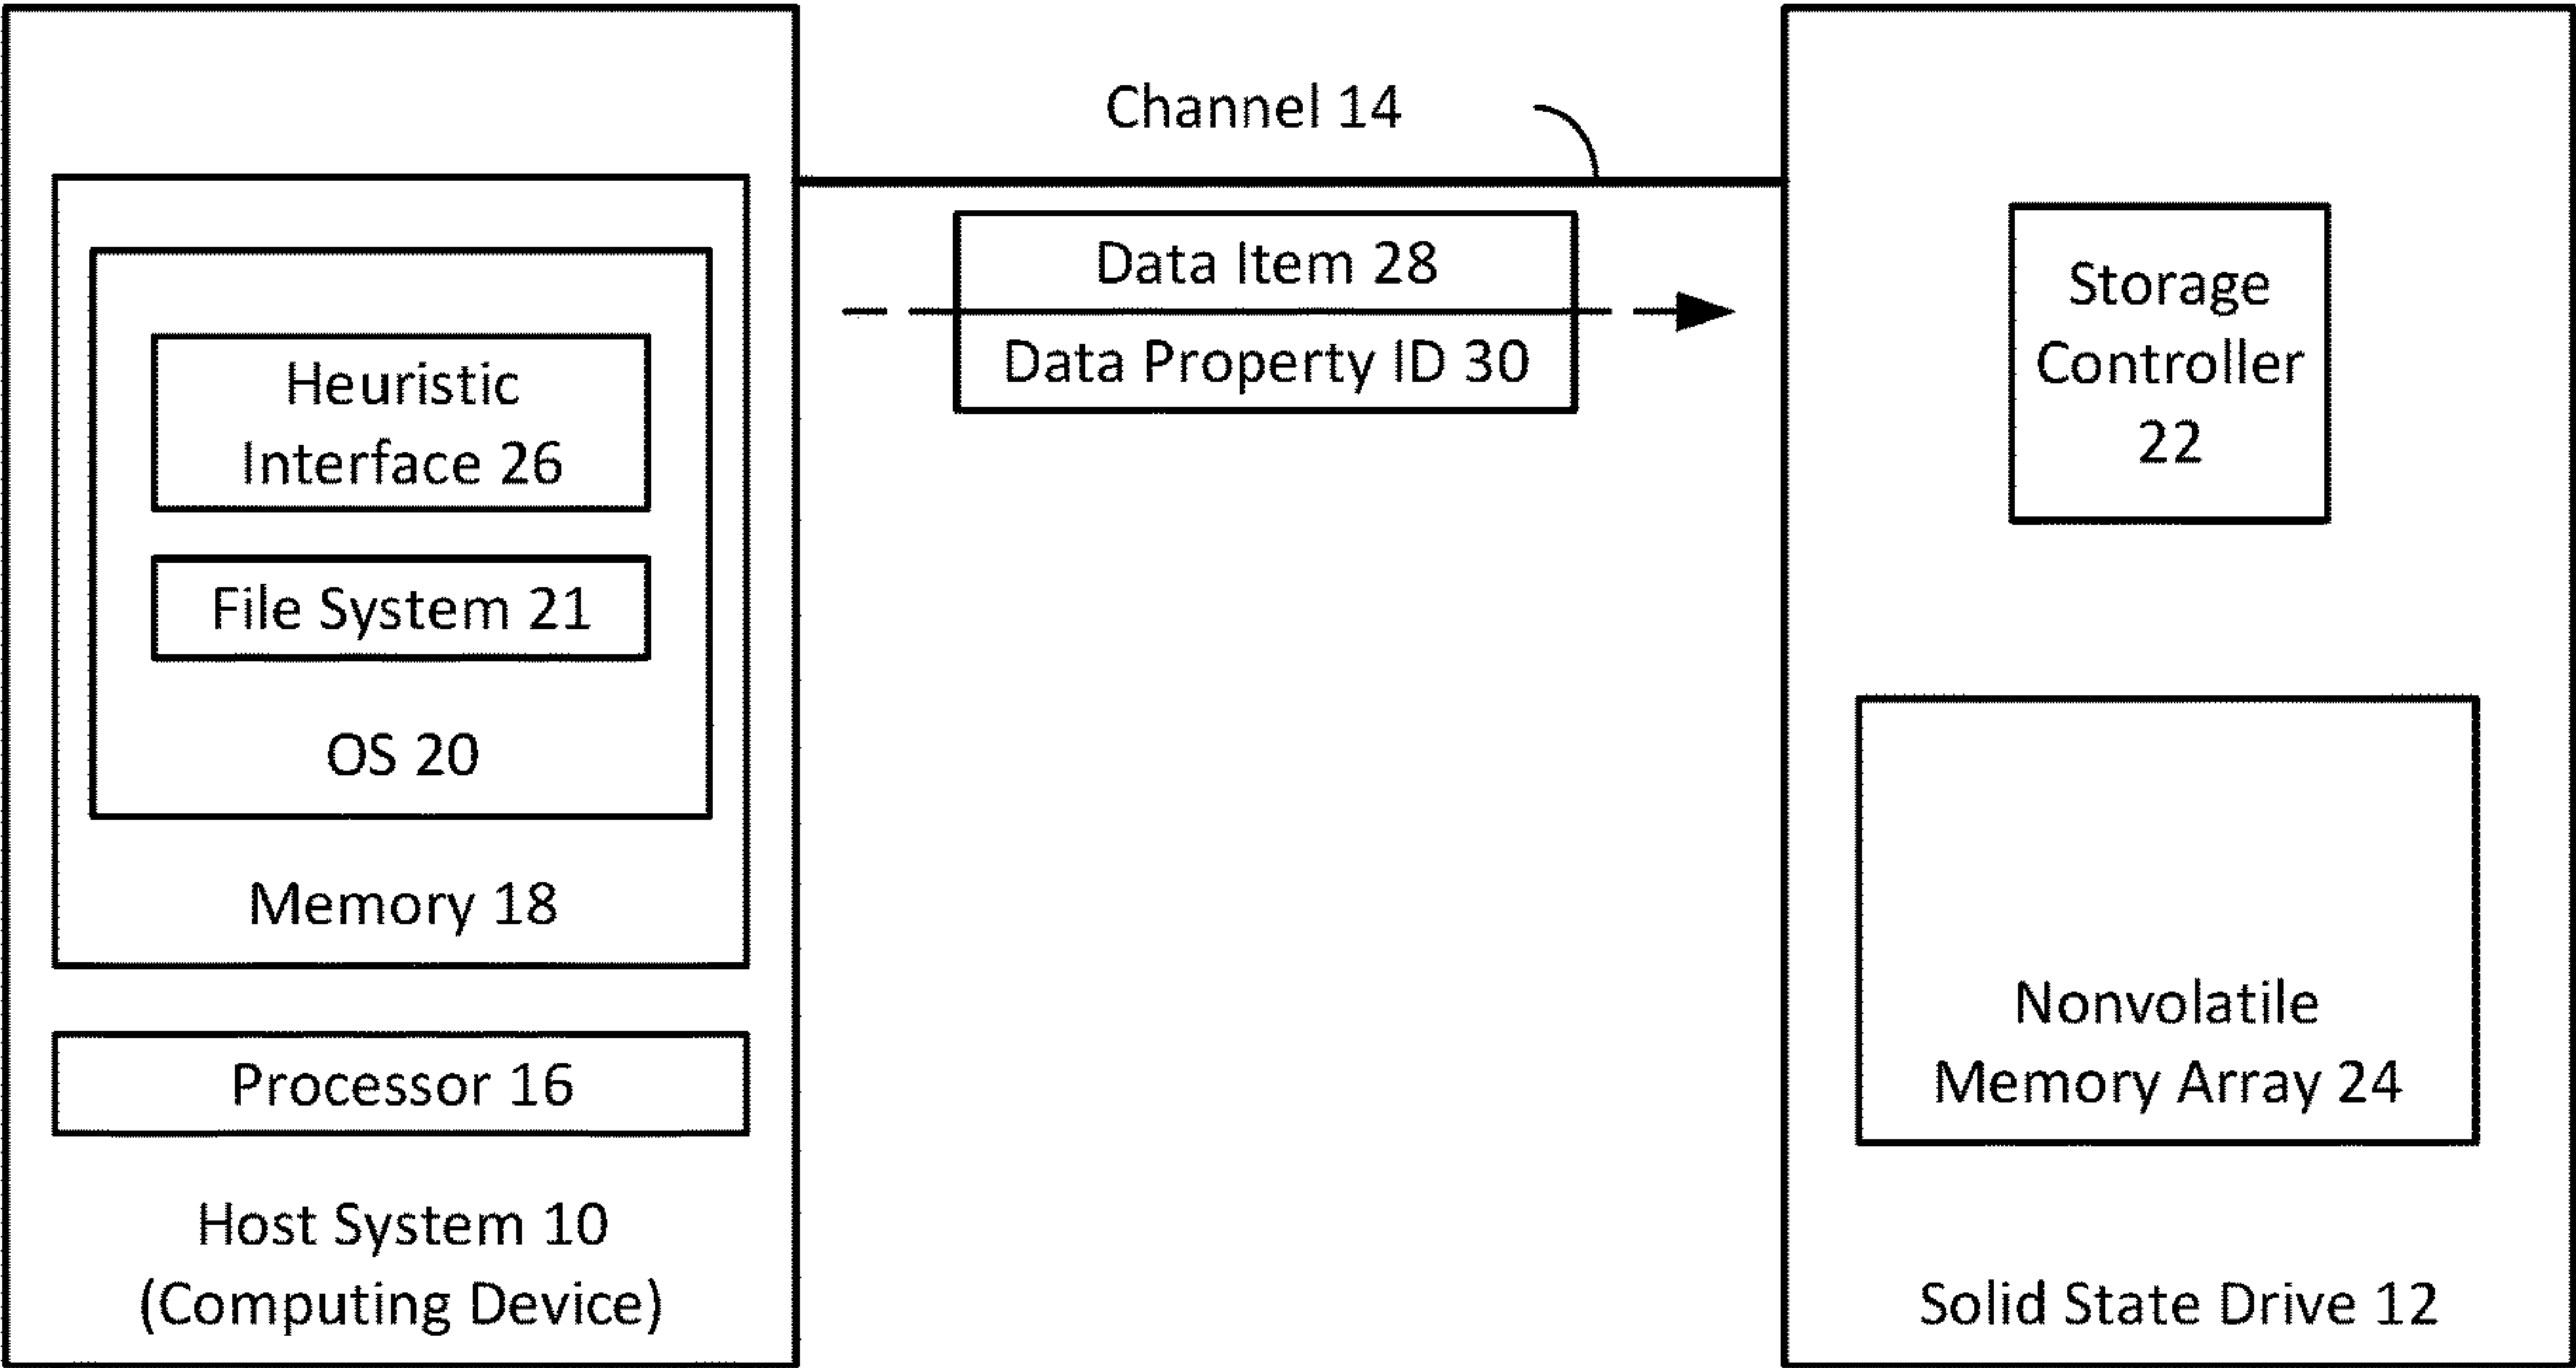 Channel 14
Data Item 28
Data Property ID 30
Heuristic
Interface 26
File System 21
OS 20
Memory 18
Processor 16
Host System 10
(Computing Device)
Storage
Controller
22
Nonvolatile
Memory Array 24
Solid State Drive 12